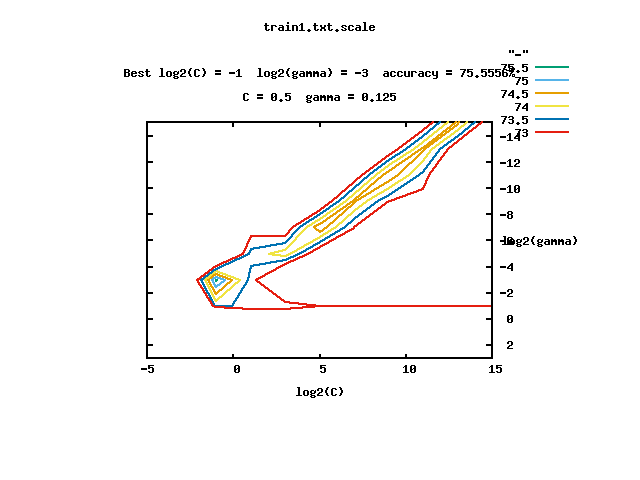 train1.txt.scale
"-"
Best log2(C) = -1 log2(gamma) = -3 accuracy = 75.5556%
75.5
75
C = 0.5 gamma = 0.125
74.5
74
73.5
73
-14
-12
-10
-8
-6
log2(gamma)
-4
-2
0
2
-5 0 5 10 15
log2(C)